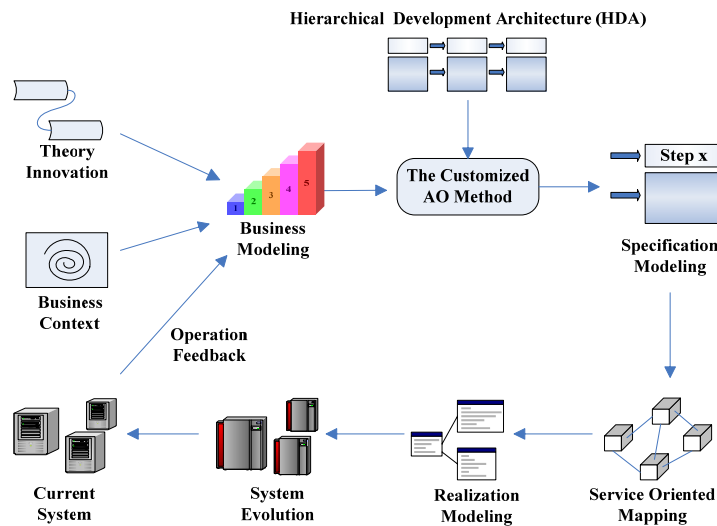 Hierarchical Development Architecture (HDA)
Theory
Innovation
1
2
3
4
5
Business
Modeling
The Customized
AO Method
Step x
Specification
Modeling
Business
Context
Operation
Feedback
Current
System
System
Evolution
Realization
Modeling
Service Oriented
Mapping